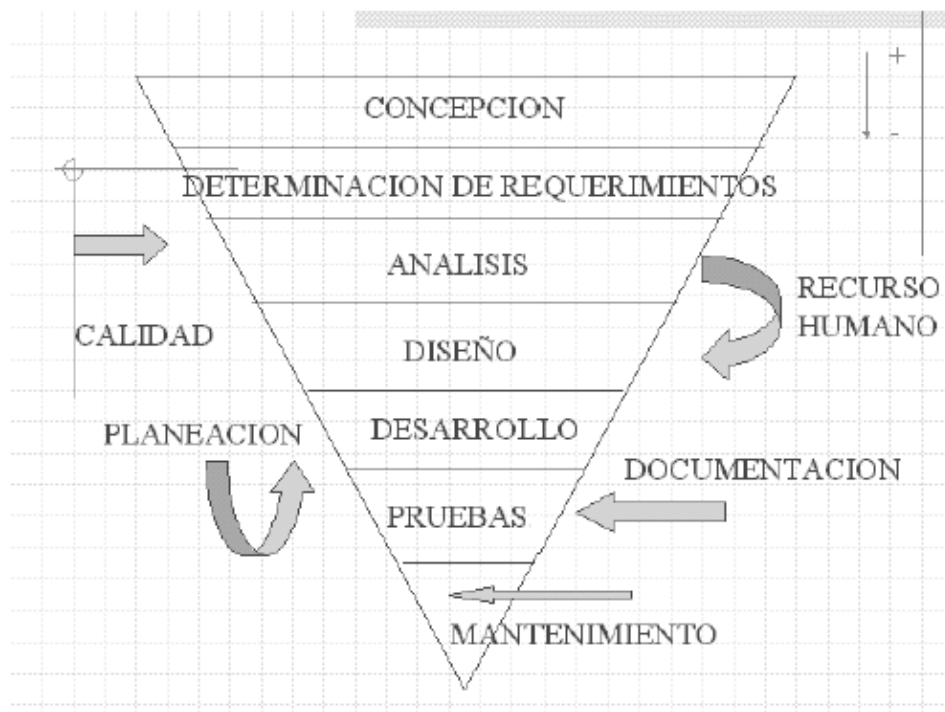 +
-
CONCEPCION
DETERMINACION DE REQUERIMIENTOS
ANALISIS
RECURSO
HUMANO
CALIDAD
DISEÑO
PLANEACION
DESARROLLO
DOCUMENTACION
PRUEBAS
MANTENIMIENTO